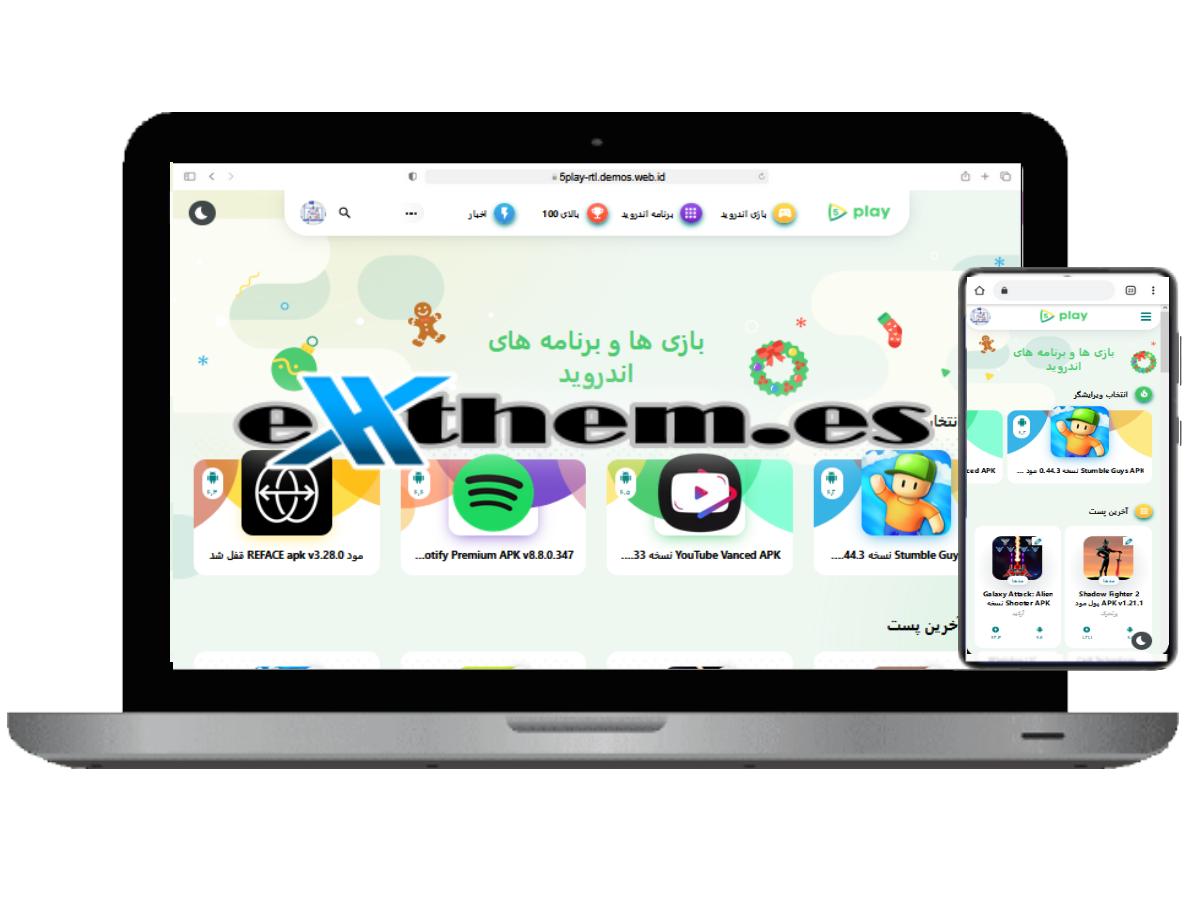 5play-rtl.demos.web.id
5 play
بازی اندروید
برنامه اندروید
بالای 100
اخبار
بازی ها و برنامه های
اندروید
exthem.es
Stumble Guy نسخه 44.3....
YouTube Vanced APK نسخه 33....
...otify Premium APK v8.8.0.347
مود REFACE apk v3.28.0 قفل شد
آخرین پست
23
5 play
بازی ها و برنامه های
اندروید
انتخاب ویرایشگر
Stumble Guys APK نسخه 0.44.3 مود ...
ced APK
آخرین پست
Shadow Fighter 2
APK v1.21.1 پول مود
Galaxy Attack: Alien
Shooter APK نسخه